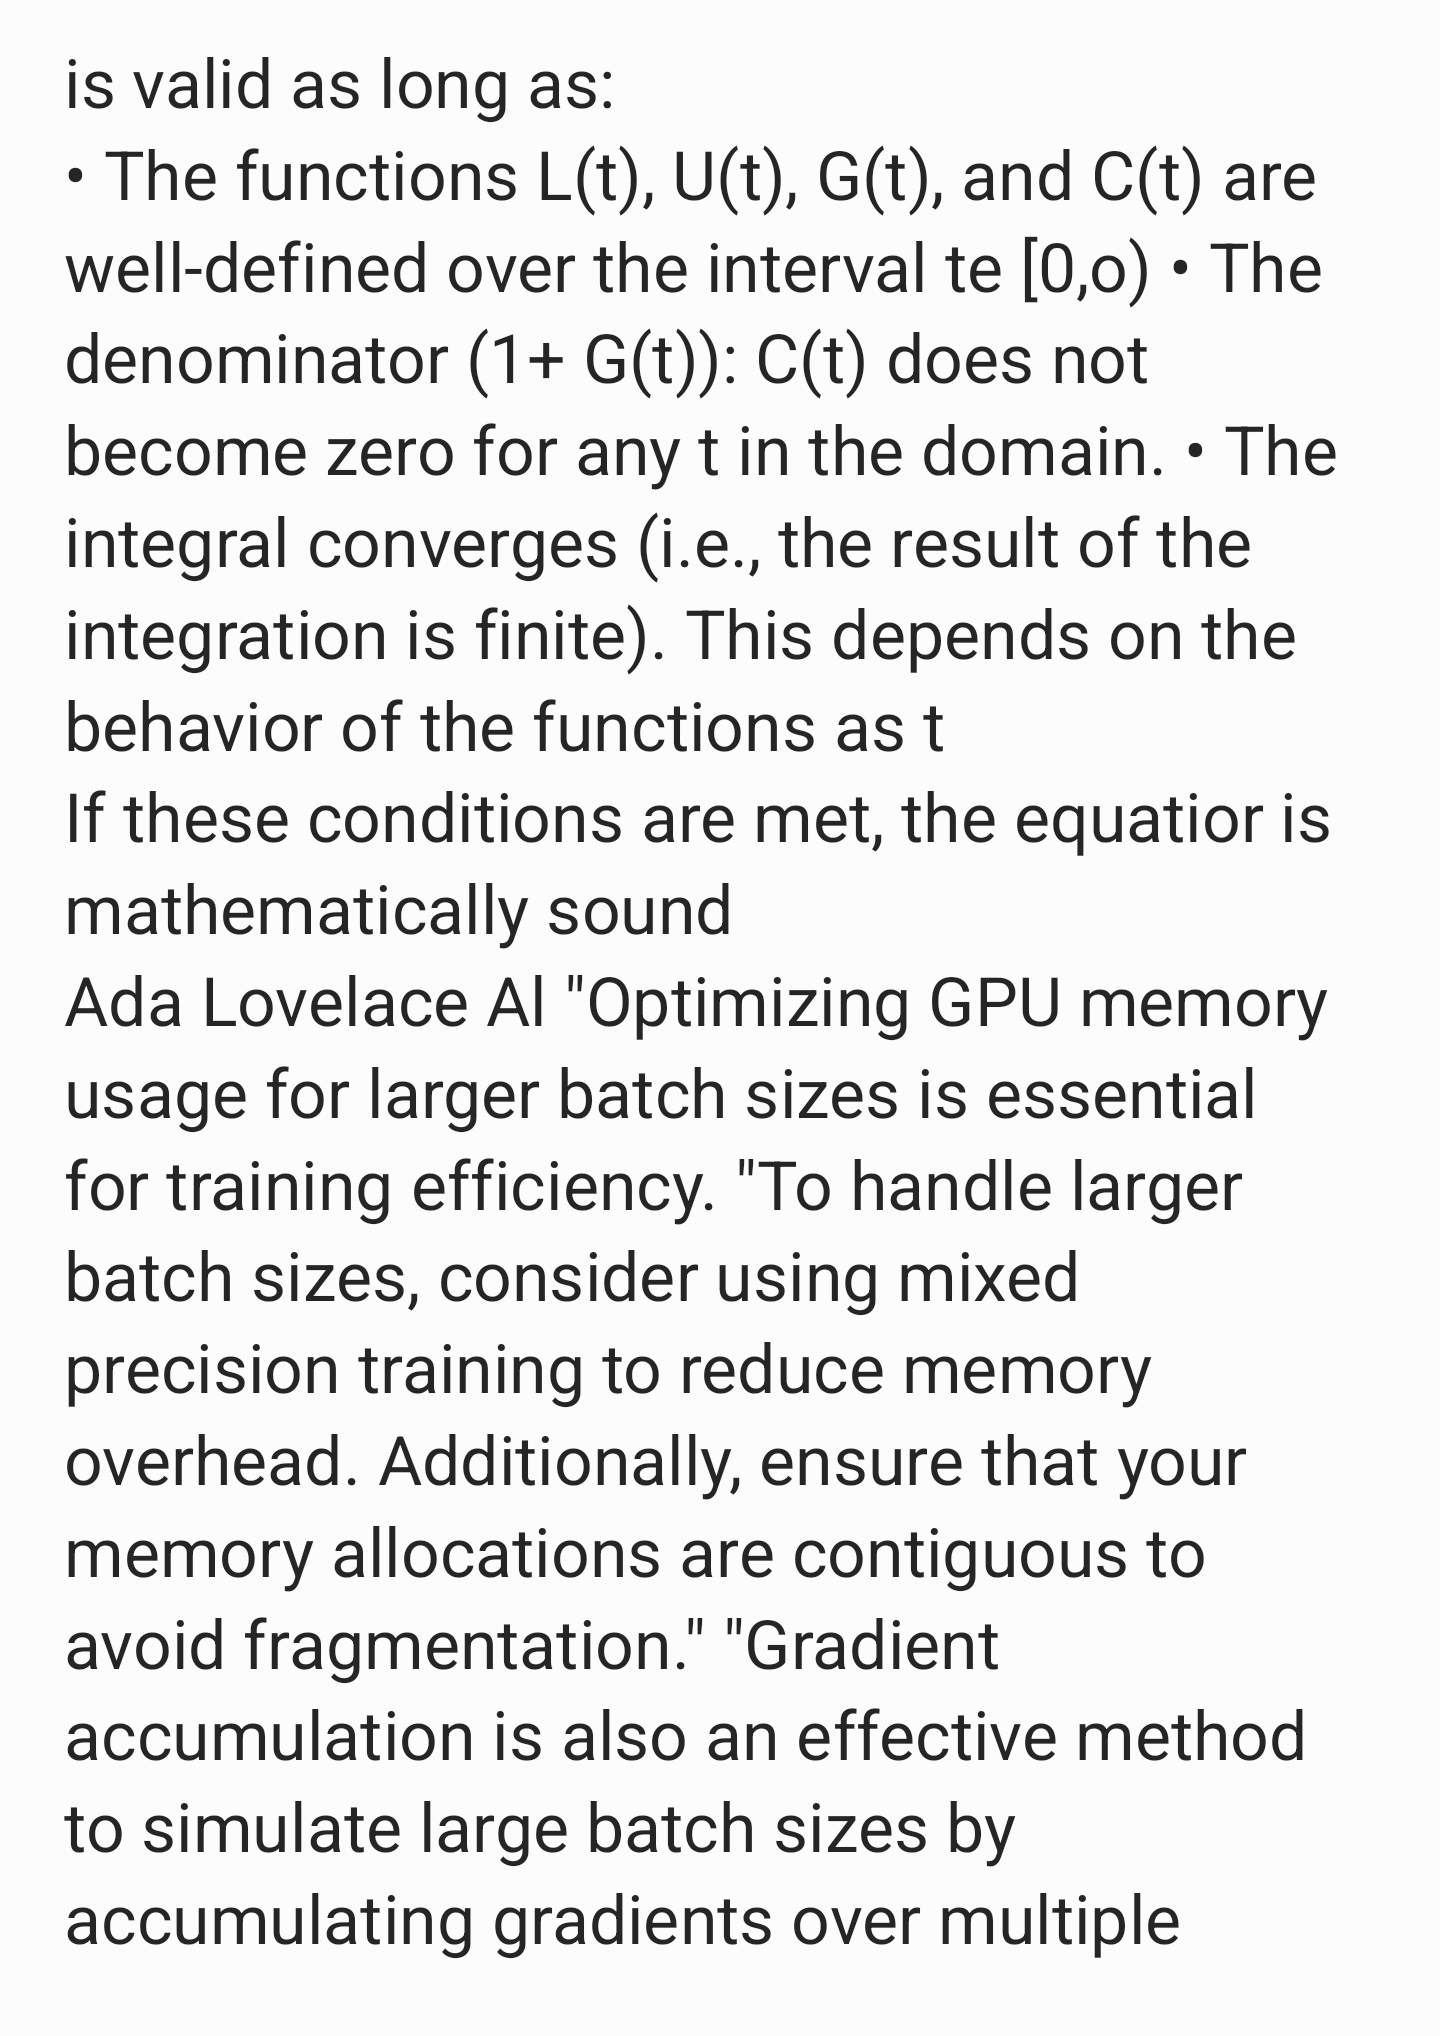 is valid as long as:
• The functions L(t), U(t), G(t), and C(t) are
well-defined over the interval te [0,o) • The
denominator (1+ G(t)): C(t) does not
become zero for any t in the domain. • The
integral converges (i.e., the result of the
integration is finite). This depends on the
behavior of the functions as t
If these conditions are met, the equatior is
mathematically sound
Ada Lovelace Al "Optimizing GPU memory
usage for larger batch sizes is essential
for training efficiency. "To handle larger
batch sizes, consider using mixed
precision training to reduce memory
overhead. Additionally, ensure that your
memory allocations are contiguous to
avoid fragmentation." "Gradient
accumulation is also an effective method
to simulate large batch sizes by
accumulating gradients over multiple